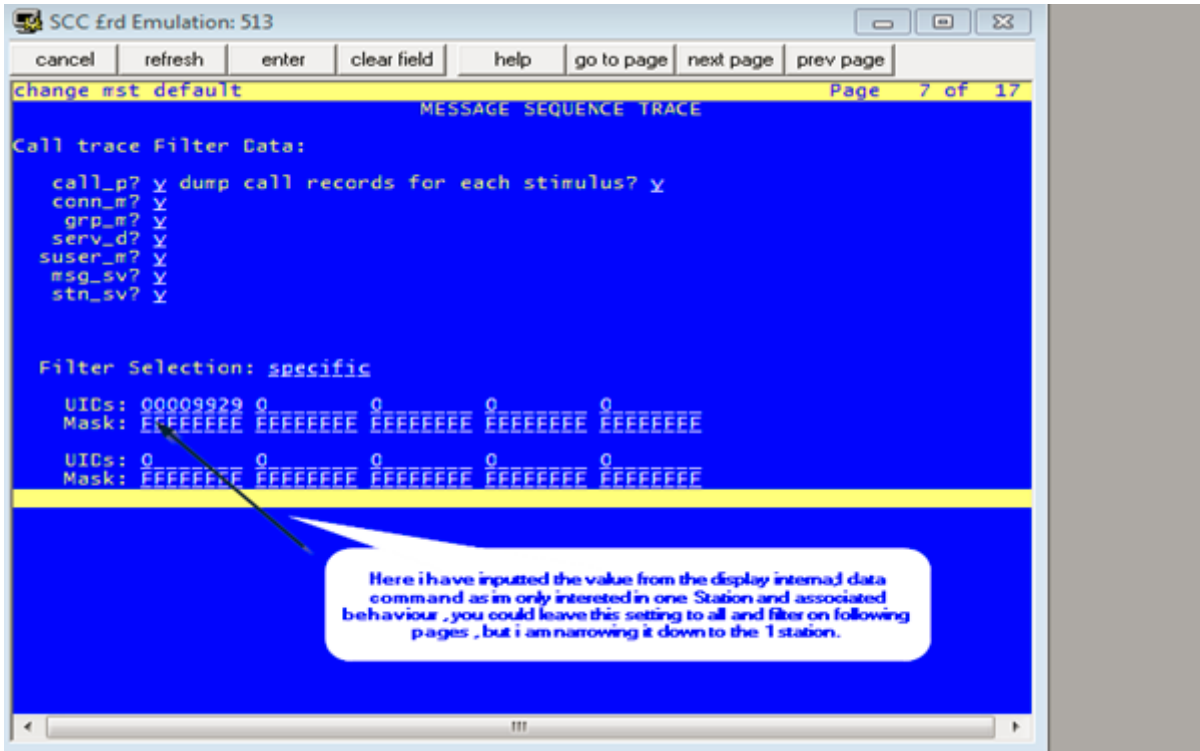 SCC £rd Emulation: 513
cancel refresh enter clear field help go to page next page prev page
change mst default Page 7 of 17
MESSAGE SEQUENCE TRACE
Call trace Filter Data:
call_p? y dump call records for each stimulus? y
conn_m? y
grp_m? y
serv_d? y
suser_m? y
msg_sv? y
stn_sv? y
Filter Selection: specific
UIDs: 00009929 0 0 0 0
Mask: FFFFFFFF FFFFFFFF FFFFFFFF FFFFFFFF FFFFFFFF
UIDs: 0 0 0 0 0
Mask: FFFFFFFF FFFFFFFF FFFFFFFF FFFFFFFF FFFFFFFF
Here i have inputted the value from the display interna;l data
command as im only intereted in one Station and associated
behaviour , you could leave this setting to all and filter on following
pages , but i am narrowing it down to the 1 station.